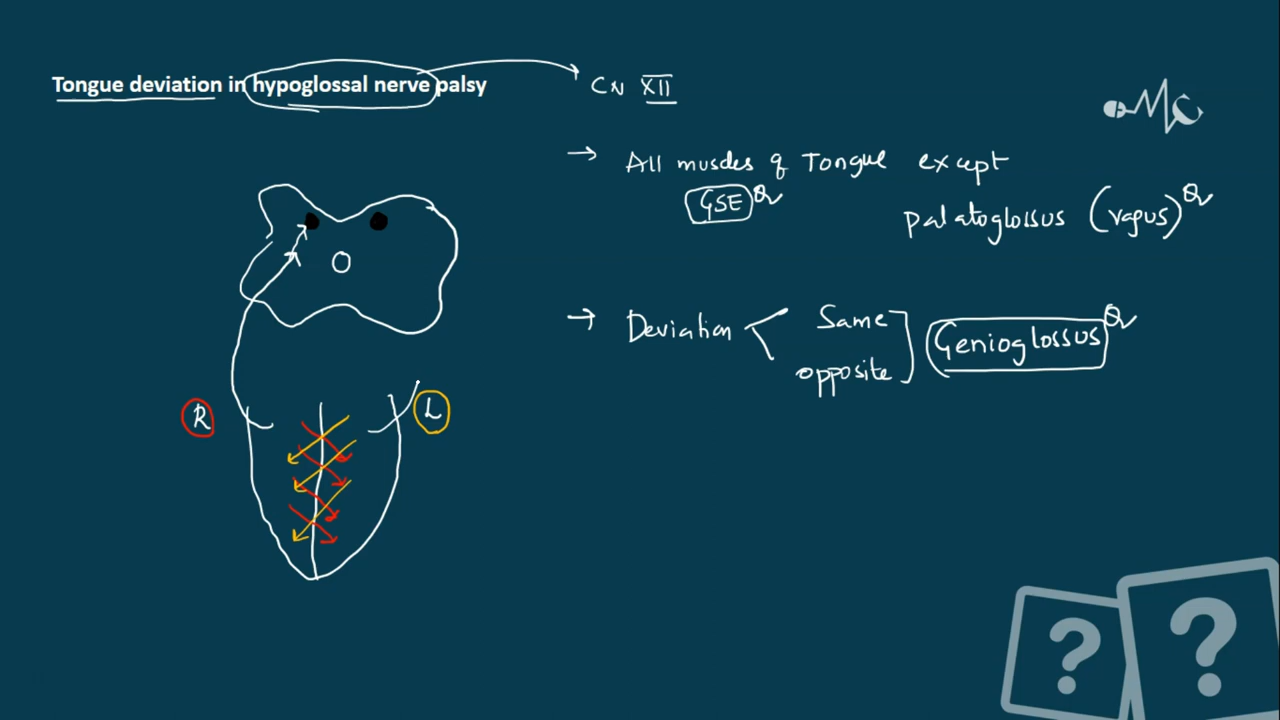 Tongue deviation in hypoglossal nerve palsy
CN XII
MC
→ All muscles of Tongue except
GSE
palatoglossus (vagus)
→ Deviation < Same
opposite
Genioglossus
R
L
? ?